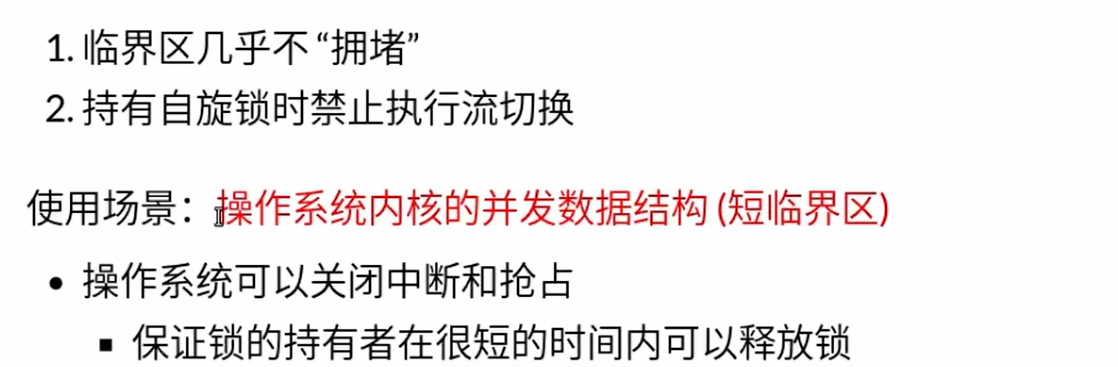 1. 临界区几乎不 “拥堵”
2. 持有自旋锁时禁止执行流切换
使用场景：操作系统内核的并发数据结构 (短临界区)
• 操作系统可以关闭中断和抢占
▪ 保证锁的持有者在很短的时间内可以释放锁